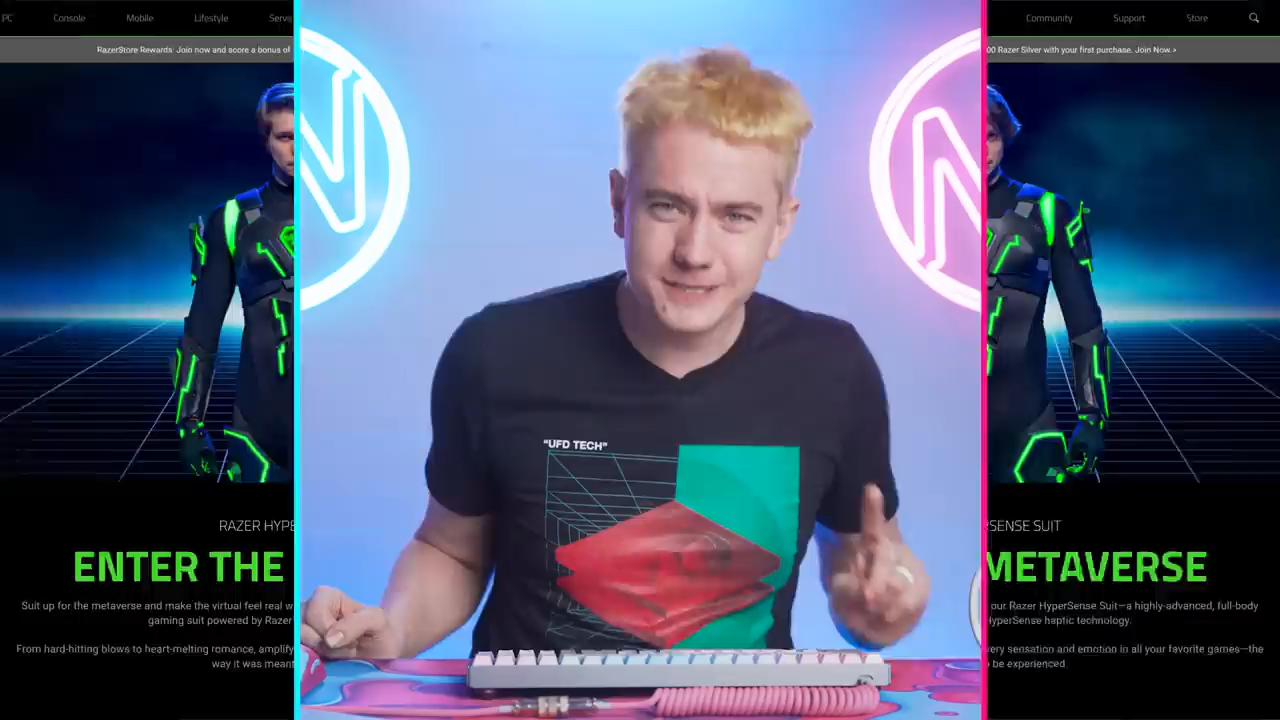 PC Console Mobile Lifestyle Servi
Community Support Store
RazerStore Rewards: Join now and score a bonus of
00 Razer Silver with your first purchase. Join Now. >
N
N
"UFD TECH"
RAZER HYPE
RSENSE SUIT
ENTER THE
METAVERSE
Suit up for the metaverse and make the virtual feel real w
our Razer HyperSense Suit—a highly-advanced, full-body
gaming suit powered by Razer
HyperSense haptic technology.
From hard-hitting blows to heart-melting romance, amplify
very sensation and emotion in all your favorite games—the
way it was meant
o be experienced.